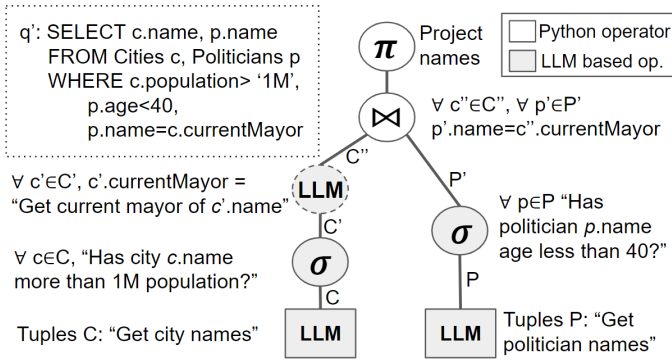 q’: SELECT c.name, p.name
FROM Cities c, Politicians p
WHERE c.population> ‘1M’,
p.age<40,
p.name=c.currentMayor
π
Project
names
Python operator
LLM based op.
⋈
∀ c’’∈C’’, ∀ p’∈P’
p’.name=c’’.currentMayor
C’’
P’
∀ c’∈C’, c’.currentMayor =
“Get current mayor of c’.name”
LLM
C’
∀ p∈P “Has
politician p.name
age less than 40?”
σ
∀ c∈C, “Has city c.name
more than 1M population?”
σ
C
P
Tuples C: “Get city names”
LLM
LLM
Tuples P: “Get
politician names”